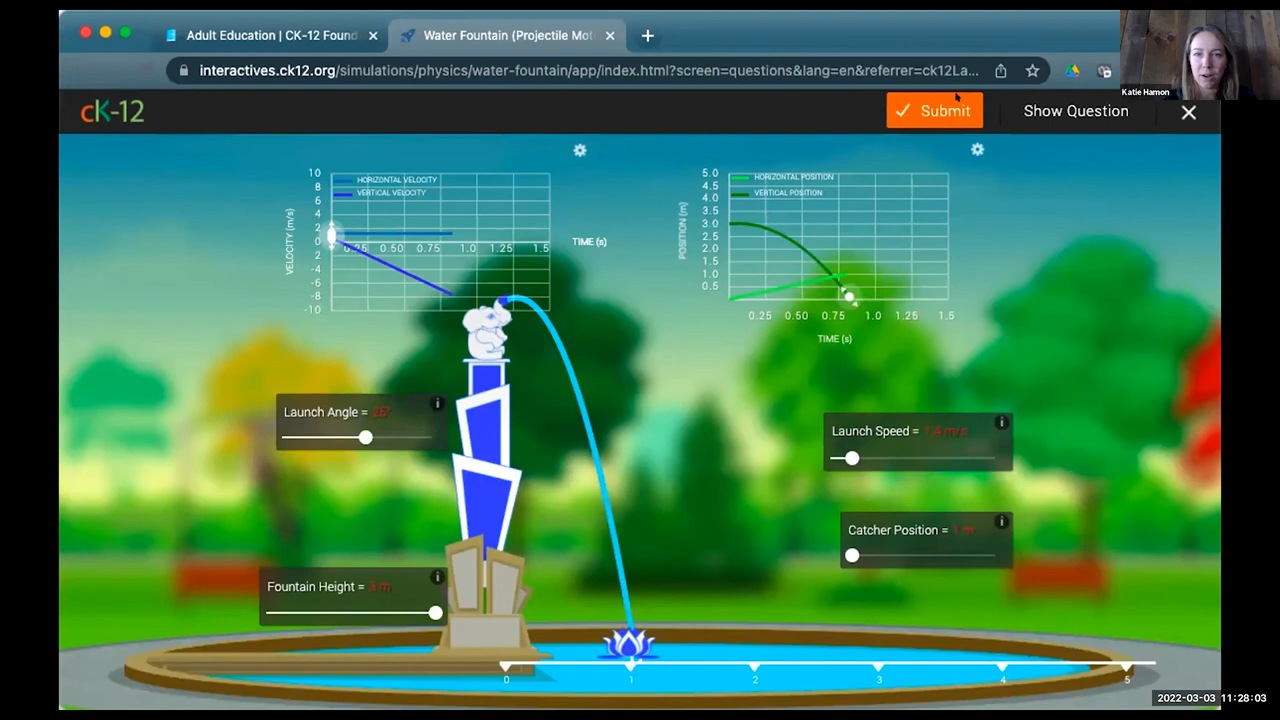 Adult Education | CK-12 Found
Water Fountain (Projectile Mot
interactives.ck12.org/simulations/physics/water-fountain/app/index.html?screen=questions&lang=en&referrer=ck12La...
Katie Hamon
cK-12
Submit
Show Question
HORIZONTAL VELOCITY
VERTICAL VELOCITY
VELOCITY (m/s)
10
8
6
4
2
0
-2
-4
-6
-8
-10
0.25 0.50 0.75 1.0 1.25 1.5
TIME (s)
HORIZONTAL POSITION
VERTICAL POSITION
POSITION (m)
5.0
4.5
4.0
3.5
3.0
2.5
2.0
1.5
1.0
0.5
0.25 0.50 0.75 1.0 1.25 1.5
TIME (s)
Launch Angle = 25°
Launch Speed = 1.4 m/s
Catcher Position = 1 m
Fountain Height = 3 m
0 1 2 3 4 5
2022-03-03 11:28:03